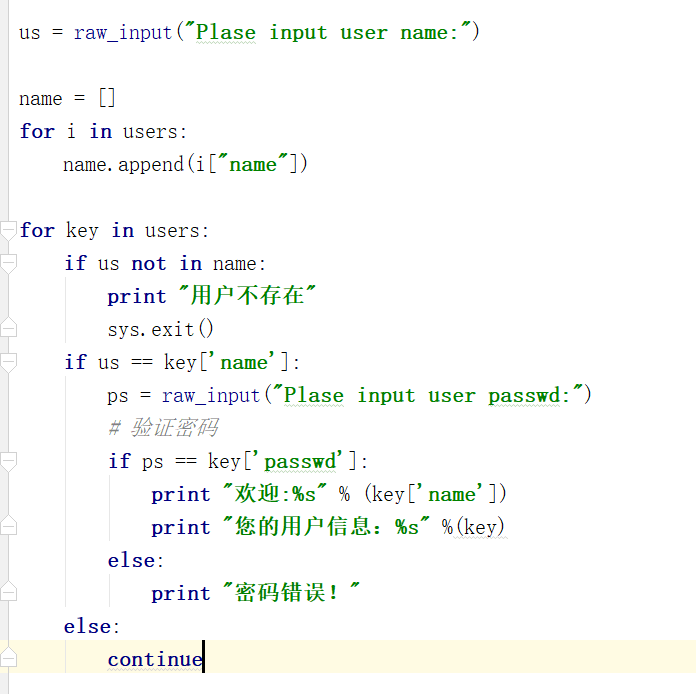 us = raw_input("Plase input user name:")
name = []
for i in users:
name.append(i["name"])
for key in users:
if us not in name:
print "用户不存在"
sys.exit()
if us == key['name']:
ps = raw_input("Plase input user passwd:")
# 验证密码
if ps == key['passwd']:
print "欢迎:%s" % (key['name'])
print "您的用户信息：%s" %(key)
else:
print "密码错误！"
else:
continue